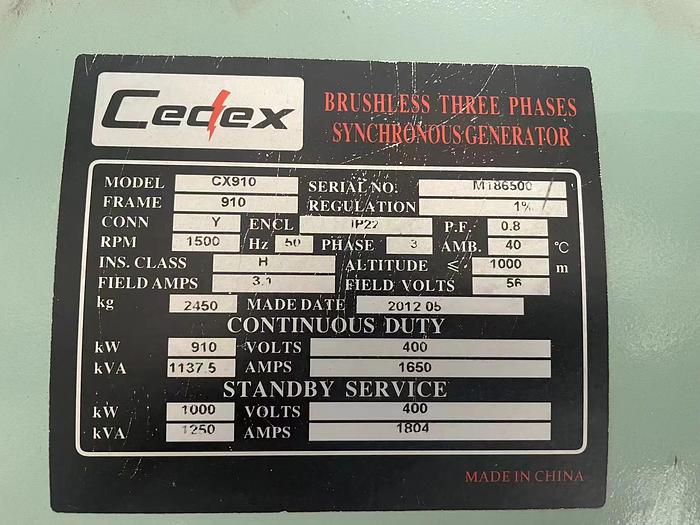 Cedex
BRUSHLESS THREE PHASES
SYNCHRONOUS GENERATOR
MODEL CX910 SERIAL NO. M186500
FRAME 910 REGULATION 1%
CONN Y ENCL IP22 P.F. 0.8
RPM 1500 Hz 50 PHASE 3 AMB. 40 °C
INS. CLASS H ALTITUDE ≤ 1000 m
FIELD AMPS FIELD VOLTS 56
kg 2450 MADE DATE 2012 05
CONTINUOUS DUTY
kW 910 VOLTS 400
kVA 1137.5 AMPS 1650
STANDBY SERVICE
kW 1000 VOLTS 400
kVA 1250 AMPS 1804
MADE IN CHINA